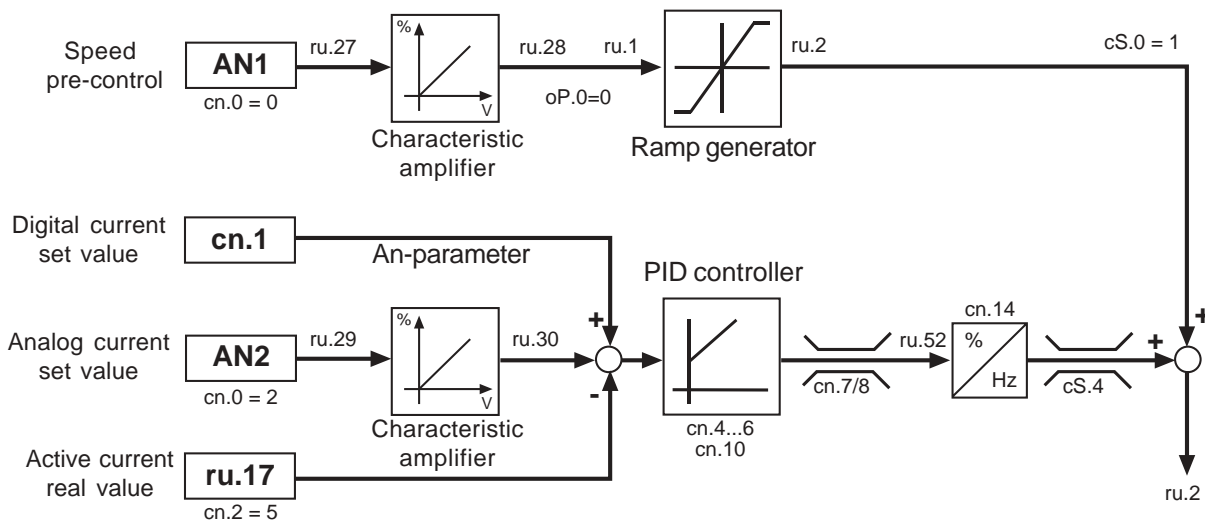 Speed
pre-control
AN1
cn.0 = 0
ru.27
%
V
Characteristic
amplifier
ru.28
ru.1
oP.0=0
Ramp generator
ru.2
cS.0 = 1
Digital current
set value
cn.1
An-parameter
Analog current
set value
AN2
cn.0 = 2
ru.29
%
V
Characteristic
amplifier
ru.30
+
-
Active current
real value
ru.17
cn.2 = 5
PID controller
cn.4...6
cn.10
cn.7/8
ru.52
cn.14
%
Hz
cS.4
+
+
ru.2